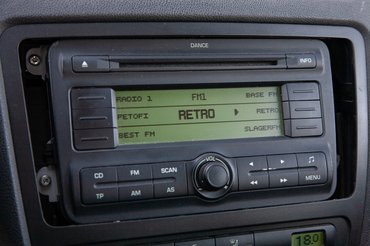 DANCE
INFO
RADIO 1 FM1 BASE FM
PETOFI RETRO RETRO
BEST FM SLAGERFM
CD FM SCAN VOL
TP AM AS MENU
18.0